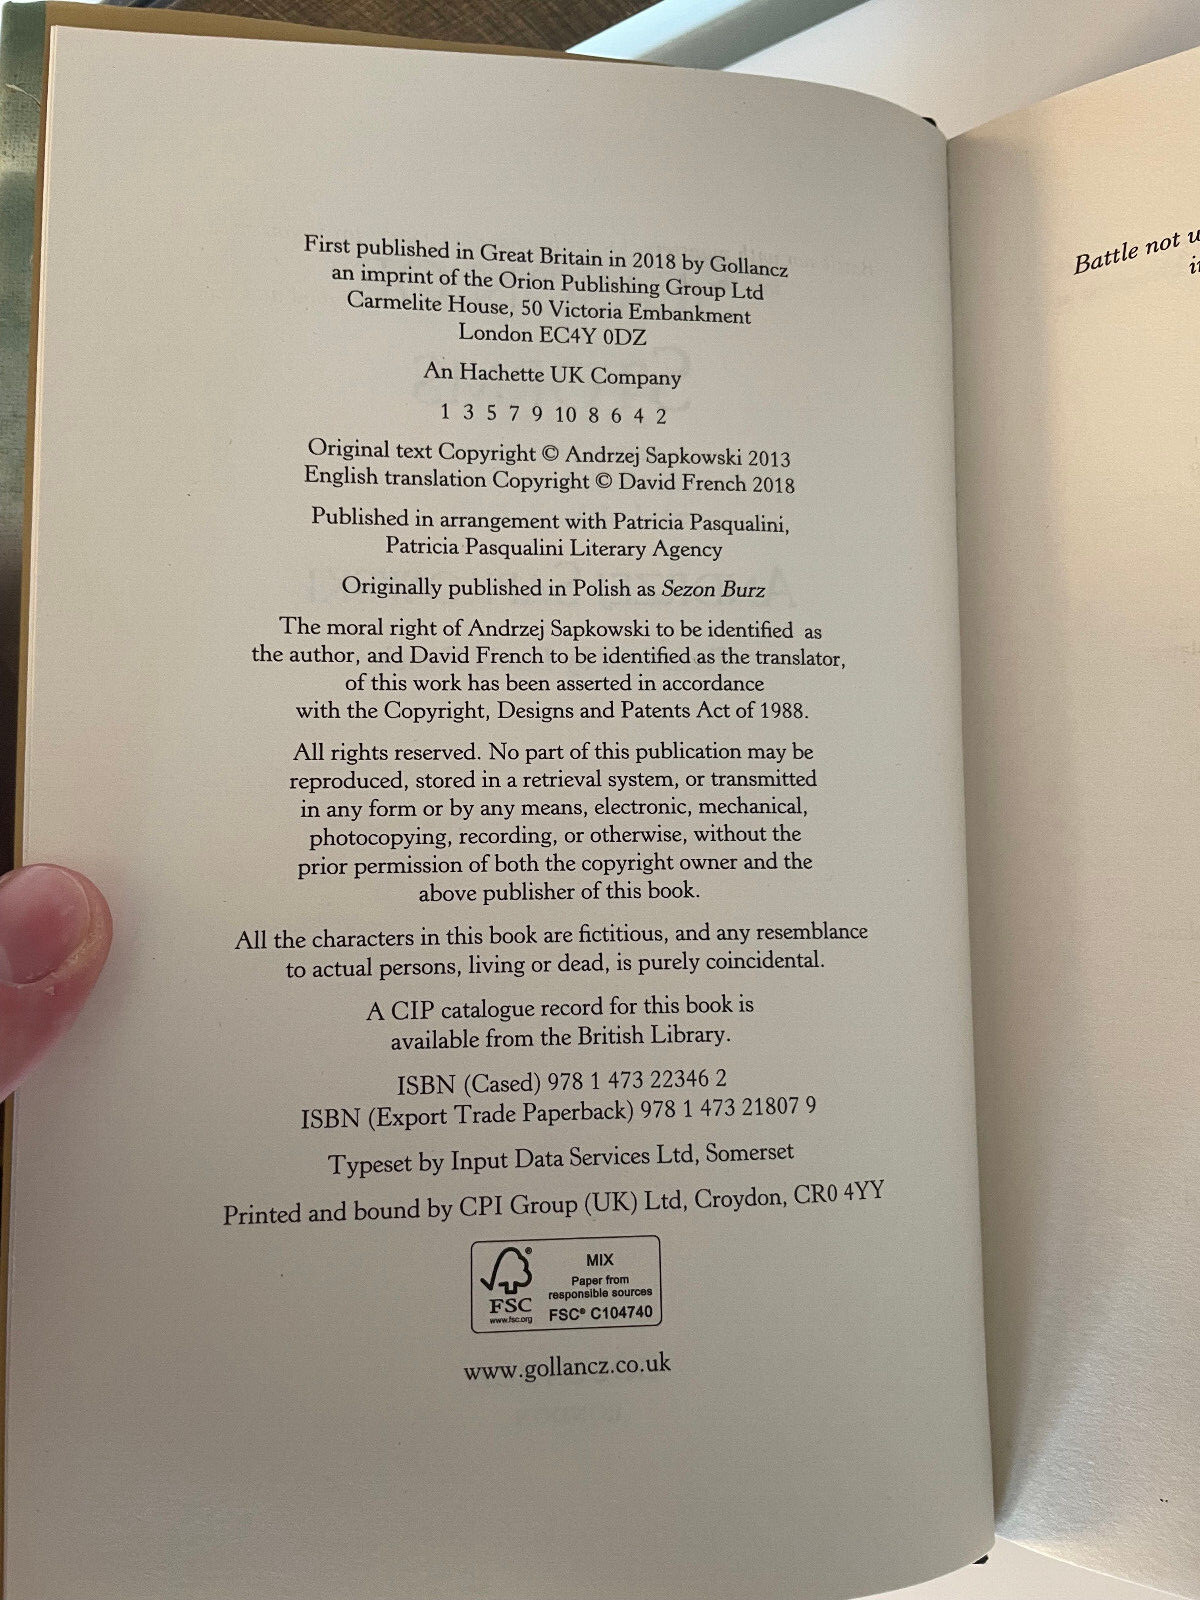 First published in Great Britain in 2018 by Gollancz
an imprint of the Orion Publishing Group Ltd
Carmelite House, 50 Victoria Embankment
London EC4Y 0DZ
An Hachette UK Company
1 3 5 7 9 10 8 6 4 2
Original text Copyright © Andrzej Sapkowski 2013
English translation Copyright © David French 2018
Published in arrangement with Patricia Pasqualini,
Patricia Pasqualini Literary Agency
Originally published in Polish as Sezon Burz
The moral right of Andrzej Sapkowski to be identified as
the author, and David French to be identified as the translator,
of this work has been asserted in accordance
with the Copyright, Designs and Patents Act of 1988.
All rights reserved. No part of this publication may be
reproduced, stored in a retrieval system, or transmitted
in any form or by any means, electronic, mechanical,
photocopying, recording, or otherwise, without the
prior permission of both the copyright owner and the
above publisher of this book.
All the characters in this book are fictitious, and any resemblance
to actual persons, living or dead, is purely coincidental.
A CIP catalogue record for this book is
available from the British Library.
ISBN (Cased) 978 1 473 22346 2
ISBN (Export Trade Paperback) 978 1 473 21807 9
Typeset by Input Data Services Ltd, Somerset
Printed and bound by CPI Group (UK) Ltd, Croydon, CR0 4YY
FSC®
www.fsc.org
MIX
Paper from
responsible sources
FSC® C104740
www.gollancz.co.uk
Battle not